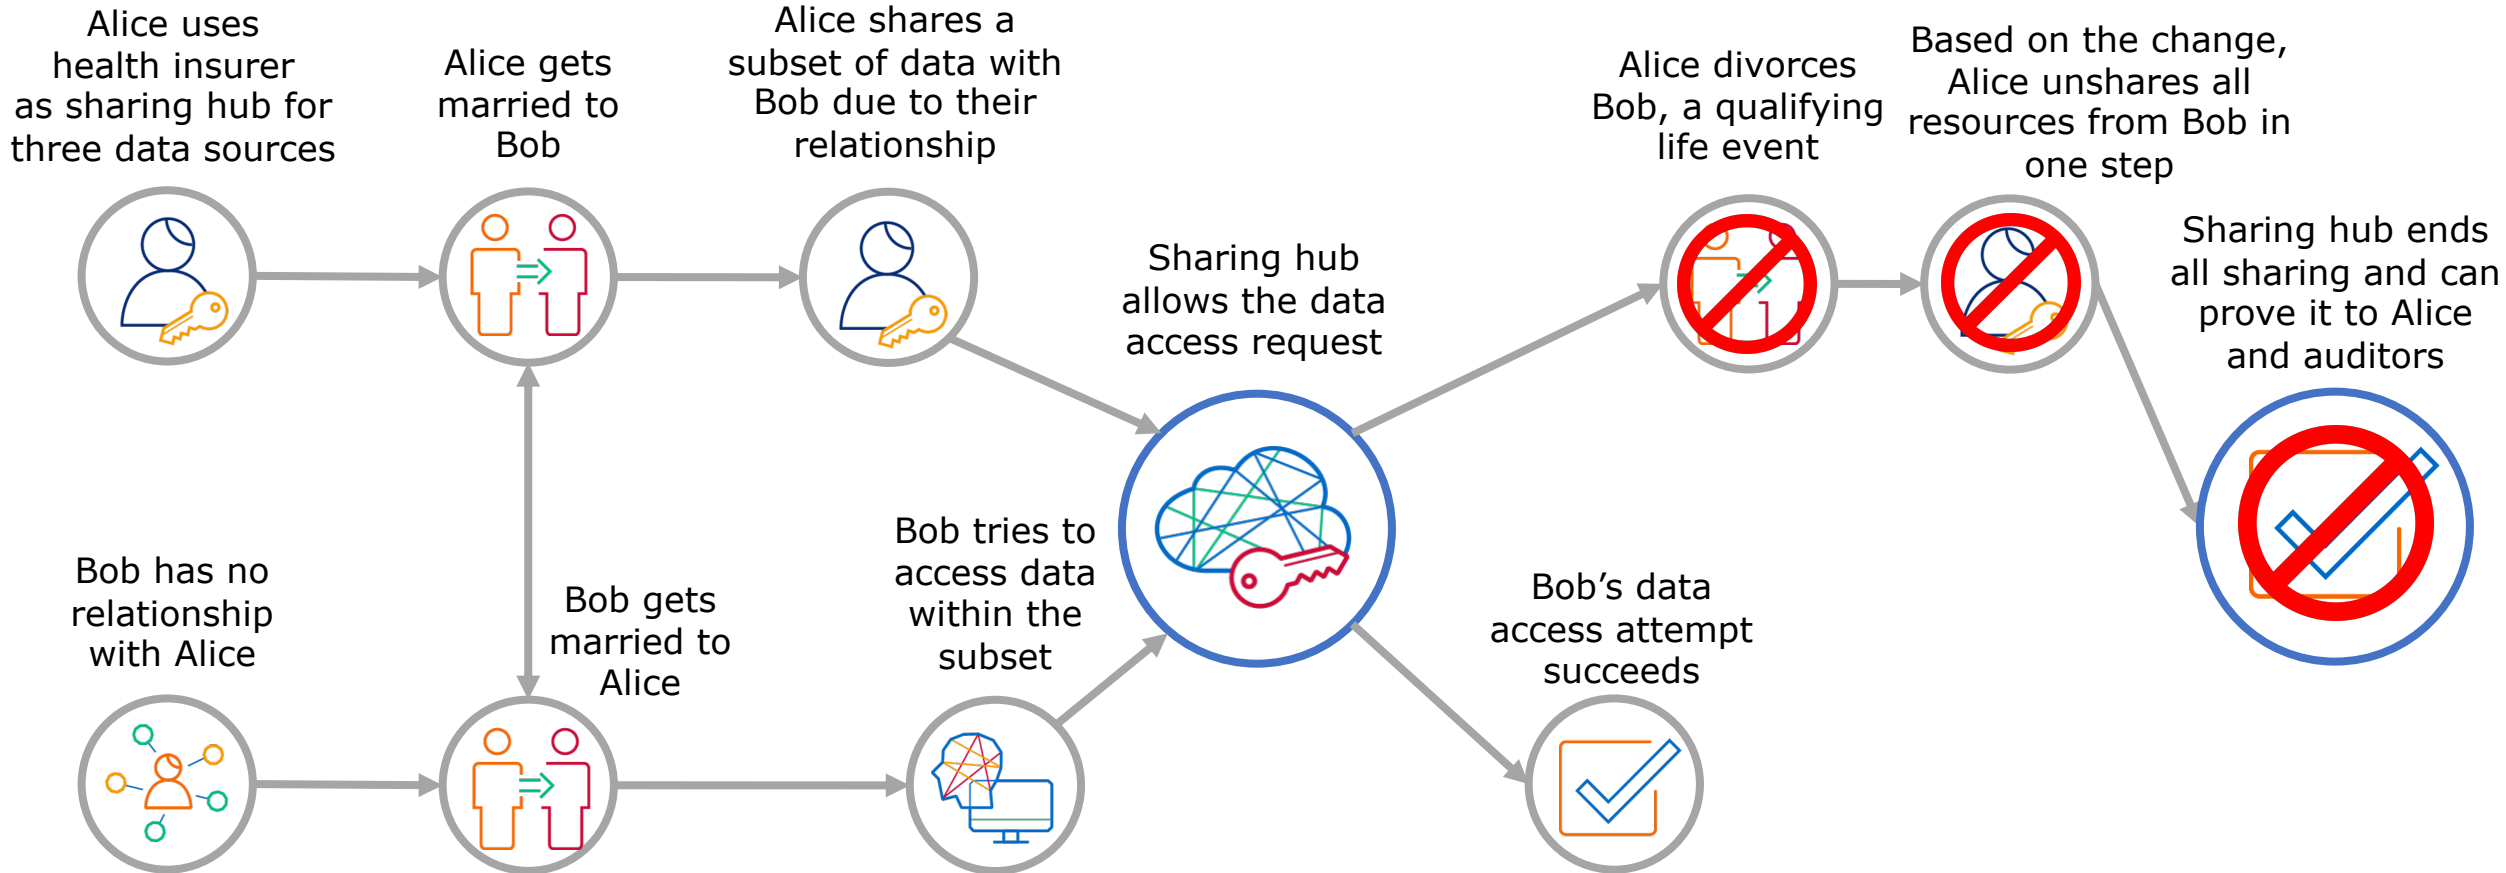 Alice uses
health insurer
as sharing hub for
three data sources
Alice gets
married to
Bob
Alice shares a
subset of data with
Bob due to their
relationship
Sharing hub
allows the data
access request
Alice divorces
Bob, a qualifying
life event
Based on the change,
Alice unshares all
resources from Bob in
one step
Sharing hub ends
all sharing and can
prove it to Alice
and auditors
Bob has no
relationship
with Alice
Bob gets
married to
Alice
Bob tries to
access data
within the
subset
Bob’s data
access attempt
succeeds